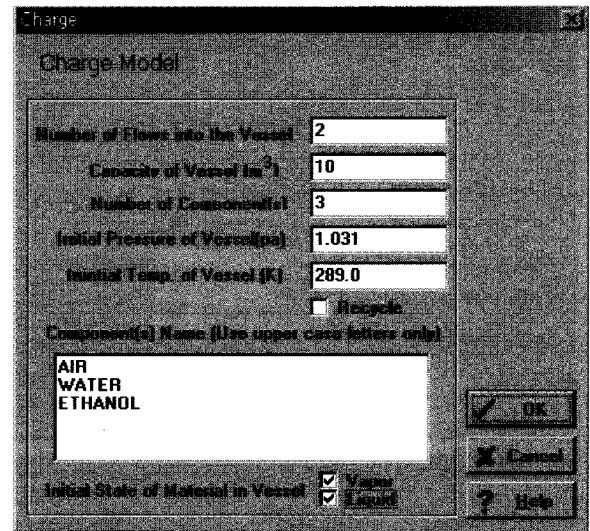 Charge
Charge Model
Number of Flows into the Vessel 2
Capacity of Vessel [m³] 10
Number of Component(s) 3
Initial Pressure of Vessel(pa) 1.031
Inintial Temp. of Vessel (K) 289.0
Recycle
Component(s) Name (Use upper case letters only)
AIR
WATER
ETHANOL
OK
Cancel
Initial State of Material in Vessel Vapor
Liquid
? Help